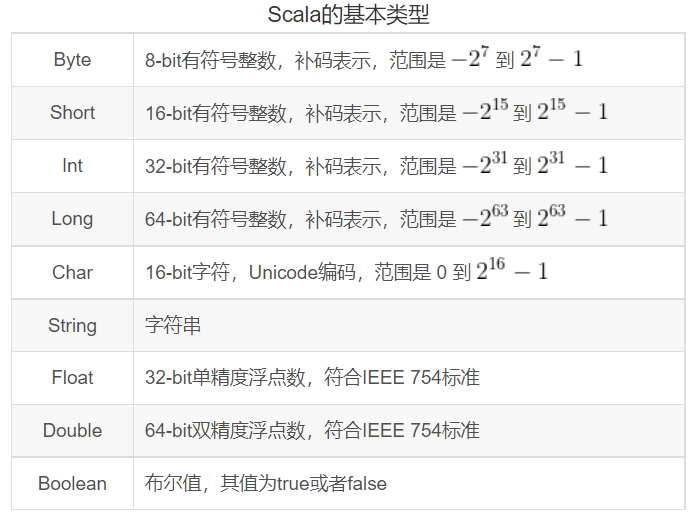 Scala的基本类型
Byte 8-bit有符号整数，补码表示，范围是 −2^7 到 2^7 − 1
Short 16-bit有符号整数，补码表示，范围是 −2^15 到 2^15 − 1
Int 32-bit有符号整数，补码表示，范围是 −2^31 到 2^31 − 1
Long 64-bit有符号整数，补码表示，范围是 −2^63 到 2^63 − 1
Char 16-bit字符，Unicode编码，范围是 0 到 2^16 − 1
String 字符串
Float 32-bit单精度浮点数，符合IEEE 754标准
Double 64-bit双精度浮点数，符合IEEE 754标准
Boolean 布尔值，其值为true或者false